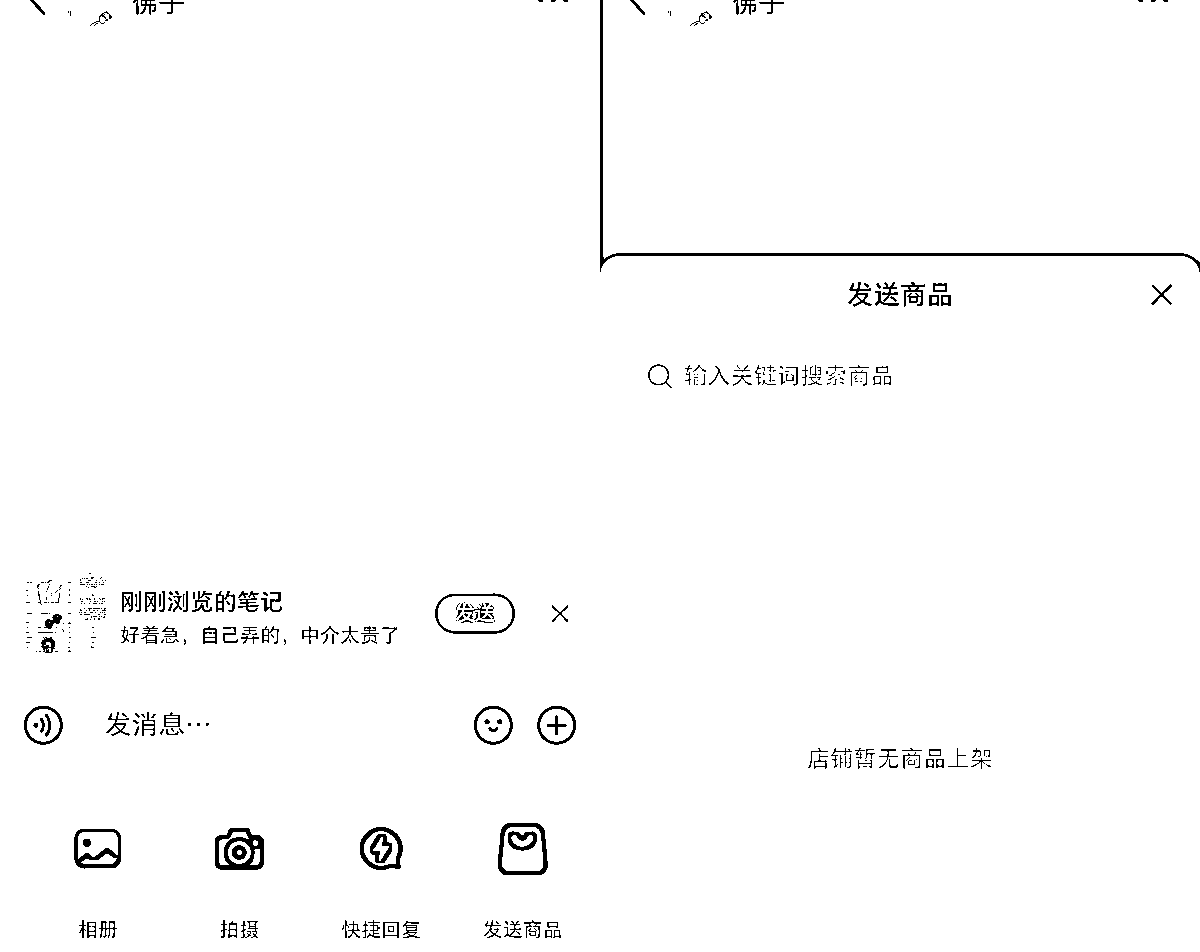 佛子
刚刚浏览的笔记
好着急，自己弄的，中介太贵了
发送
发消息…
相册
拍摄
快捷回复
发送商品
佛子
发送商品
输入关键词搜索商品
店铺暂无商品上架